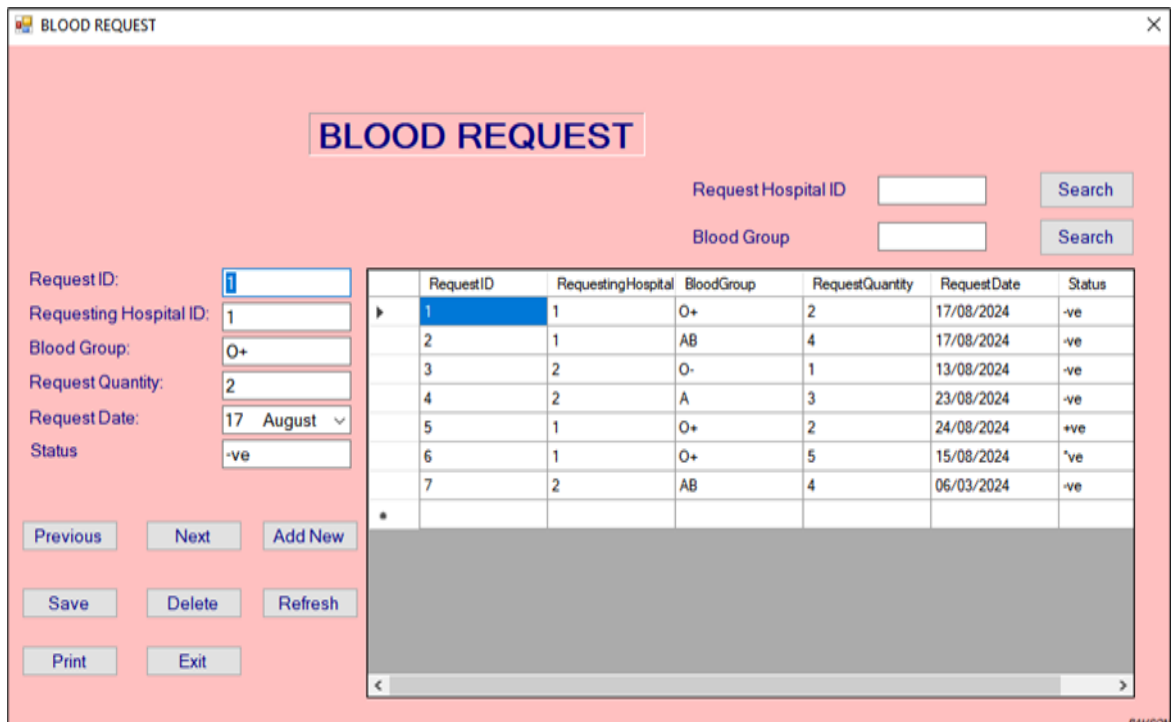 BLOOD REQUEST
BLOOD REQUEST
Request Hospital ID Search
Blood Group Search
Request ID: 1
Requesting Hospital ID: 1
Blood Group: O+
Request Quantity: 2
Request Date: 17 August
Status -ve
Previous Next Add New
Save Delete Refresh
Print Exit
RequestID RequestingHospital BloodGroup RequestQuantity RequestDate Status
1 1 O+ 2 17/08/2024 -ve
2 1 AB 4 17/08/2024 -ve
3 2 O- 1 13/08/2024 -ve
4 2 A 3 23/08/2024 -ve
5 1 O+ 2 24/08/2024 +ve
6 1 O+ 5 15/08/2024 "ve
7 2 AB 4 06/03/2024 -ve